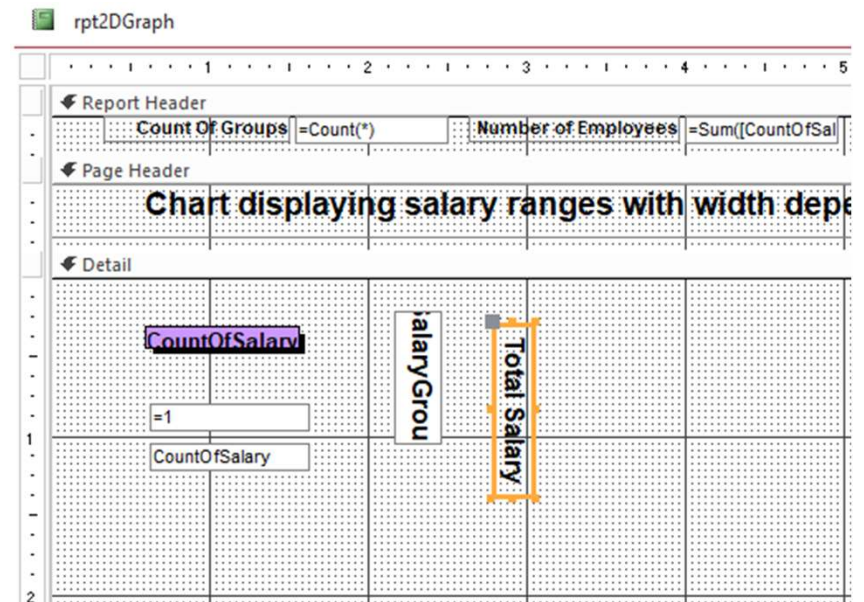 rpt2DGraph
1 2 3 4 5
Report Header
Count Of Groups =Count(*) Number of Employees =Sum([CountOfSal
Page Header
Chart displaying salary ranges with width depe
Detail
CountOfSalary
SalaryGrou
Total Salary
=1
1
CountOfSalary
2